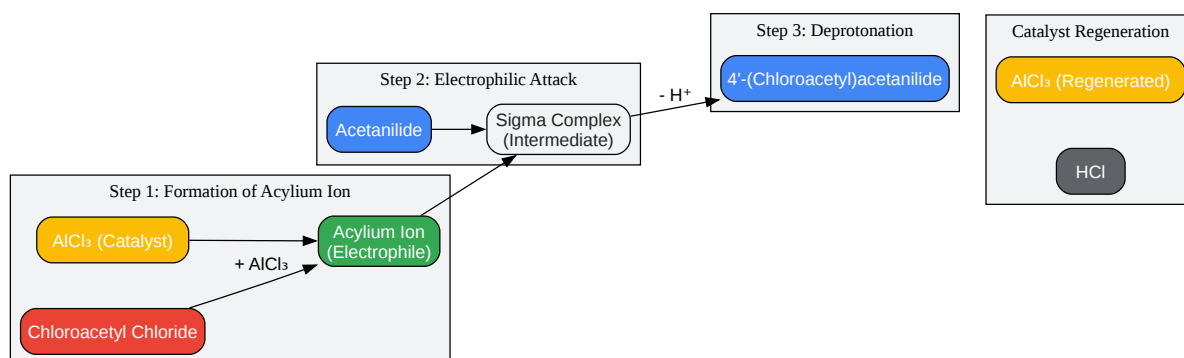 Step 1: Formation of Acylium Ion
AlCl₃ (Catalyst)
+ AlCl₃
Chloroacetyl Chloride
Acylium Ion
(Electrophile)
Step 2: Electrophilic Attack
Acetanilide
Sigma Complex
(Intermediate)
- H⁺
Step 3: Deprotonation
4'-(Chloroacetyl)acetanilide
Catalyst Regeneration
AlCl₃ (Regenerated)
HCl